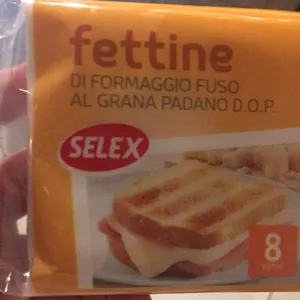 fettine
DI FORMAGGIO FUSO
AL GRANA PADANO D.O.P.
SELEX
8